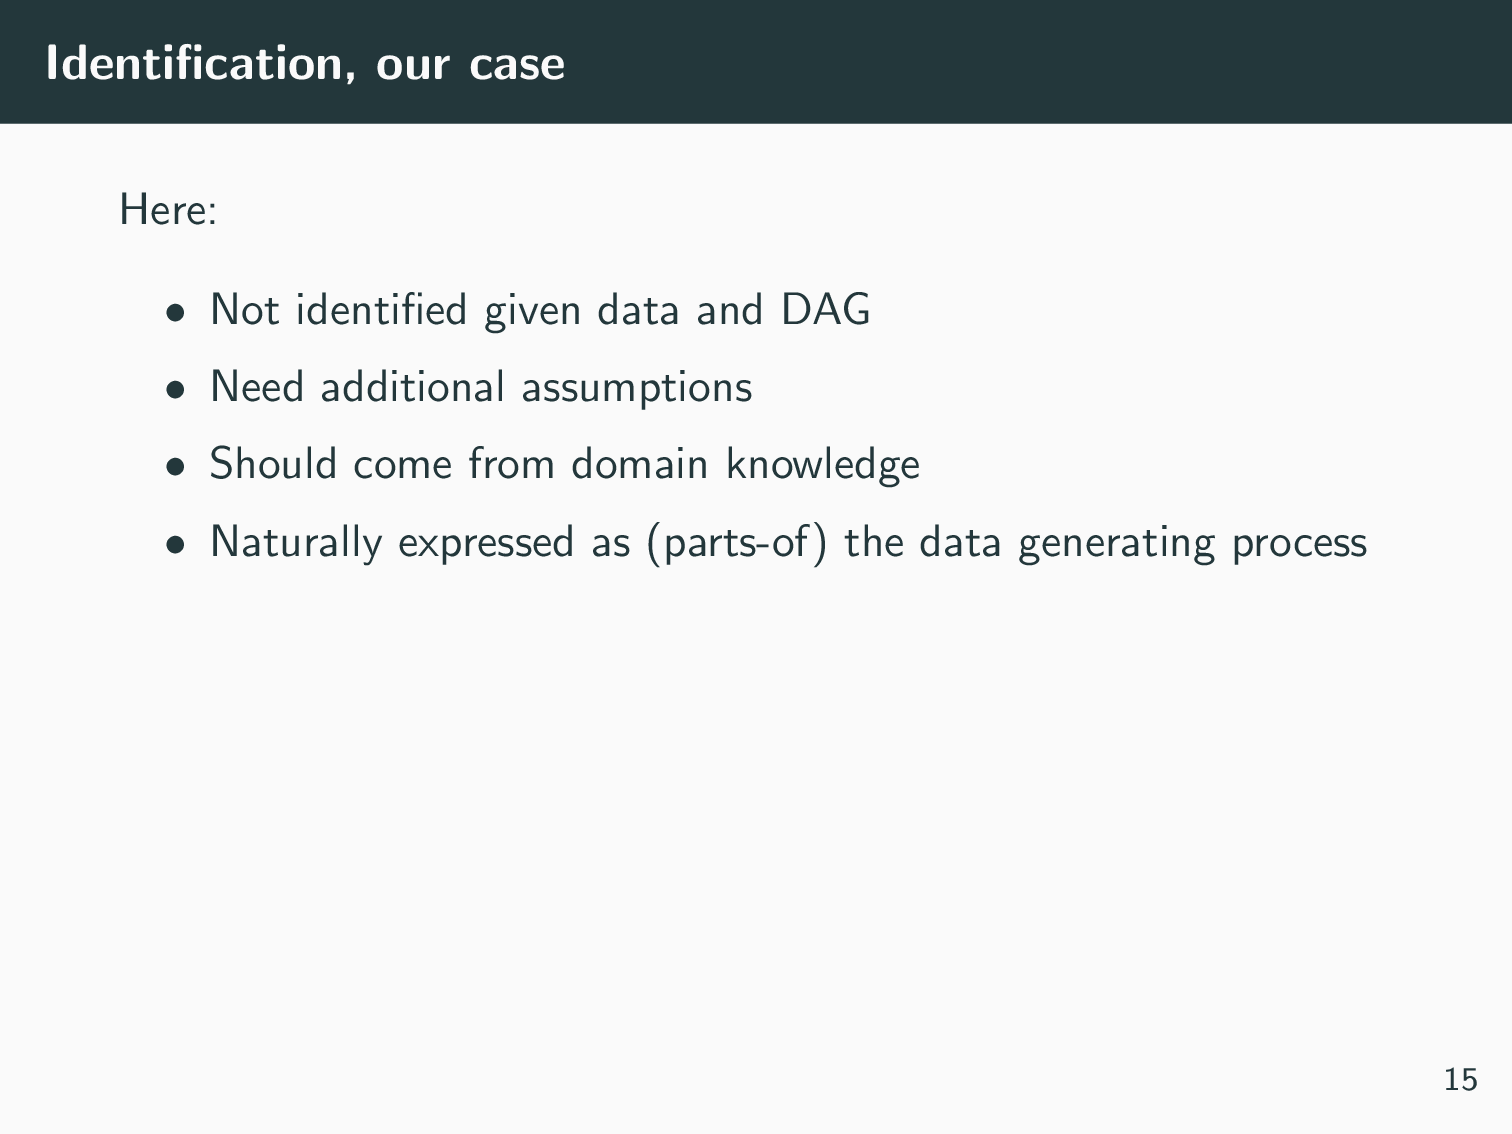 Identification, our case
Here:
• Not identified given data and DAG
• Need additional assumptions
• Should come from domain knowledge
• Naturally expressed as (parts-of) the data generating process
15